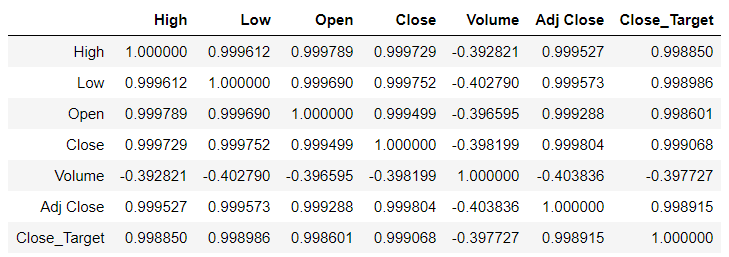 High Low Open Close Volume Adj Close Close_Target
High 1.000000 0.999612 0.999789 0.999729 -0.392821 0.999527 0.998850
Low 0.999612 1.000000 0.999690 0.999752 -0.402790 0.999573 0.998986
Open 0.999789 0.999690 1.000000 0.999499 -0.396595 0.999288 0.998601
Close 0.999729 0.999752 0.999499 1.000000 -0.398199 0.999804 0.999068
Volume -0.392821 -0.402790 -0.396595 -0.398199 1.000000 -0.403836 -0.397727
Adj Close 0.999527 0.999573 0.999288 0.999804 -0.403836 1.000000 0.998915
Close_Target 0.998850 0.998986 0.998601 0.999068 -0.397727 0.998915 1.000000